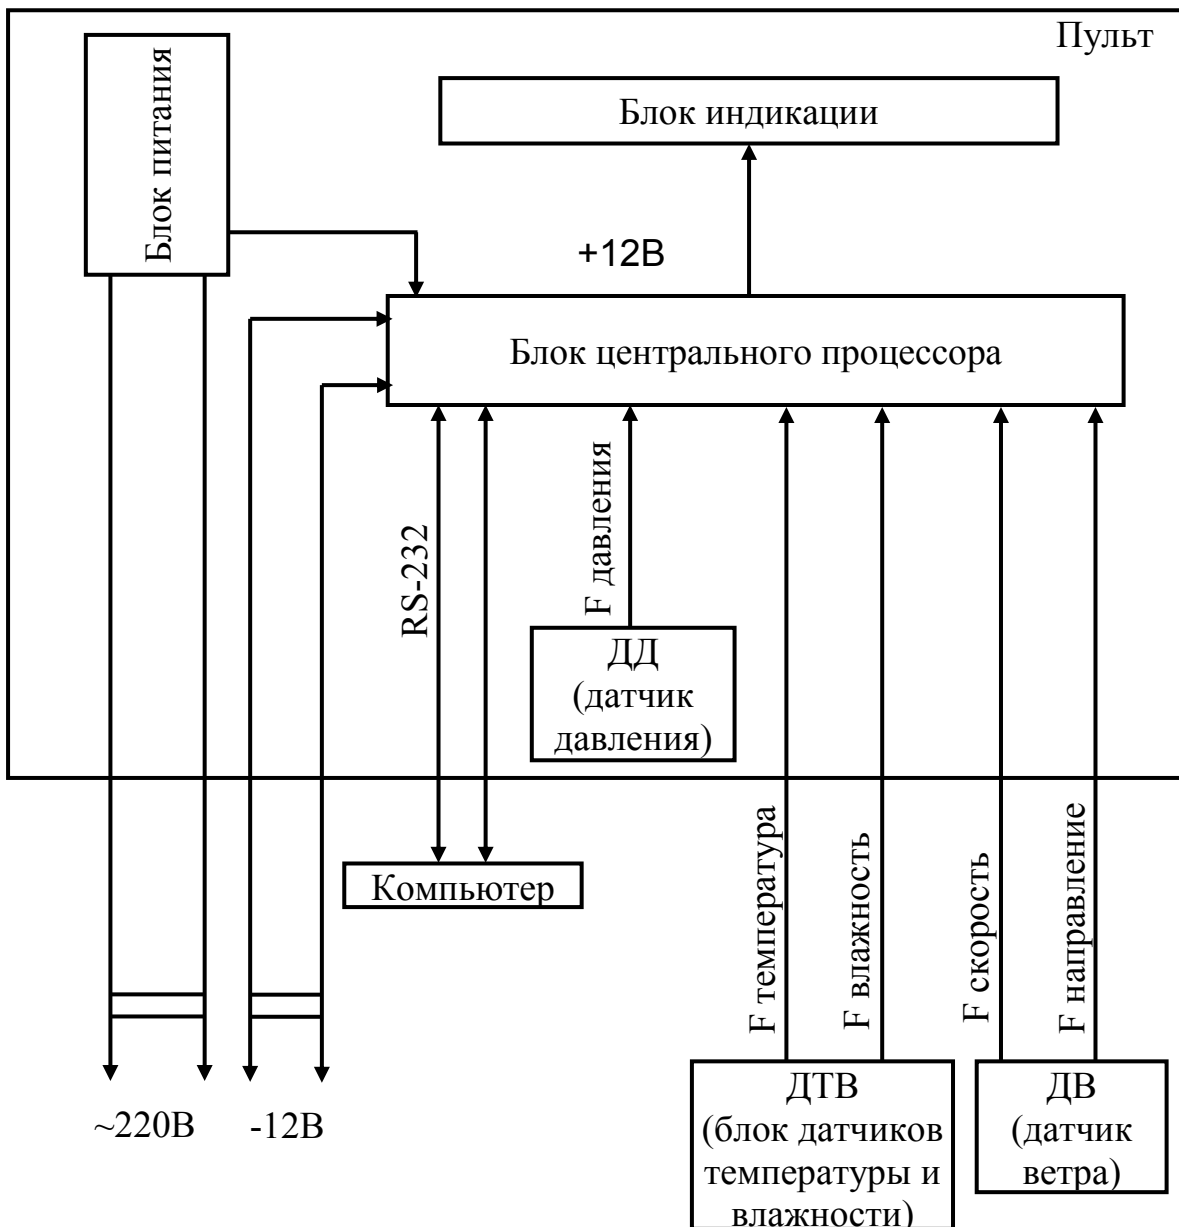 Пульт
Блок питания
Блок индикации
+12В
Блок центрального процессора
RS-232
F давления
ДД
(датчик
давления)
Компьютер
F температура
F влажность
F скорость
F направление
~220В
-12В
ДТВ
(блок датчиков
температуры и
влажности)
ДВ
(датчик
ветра)